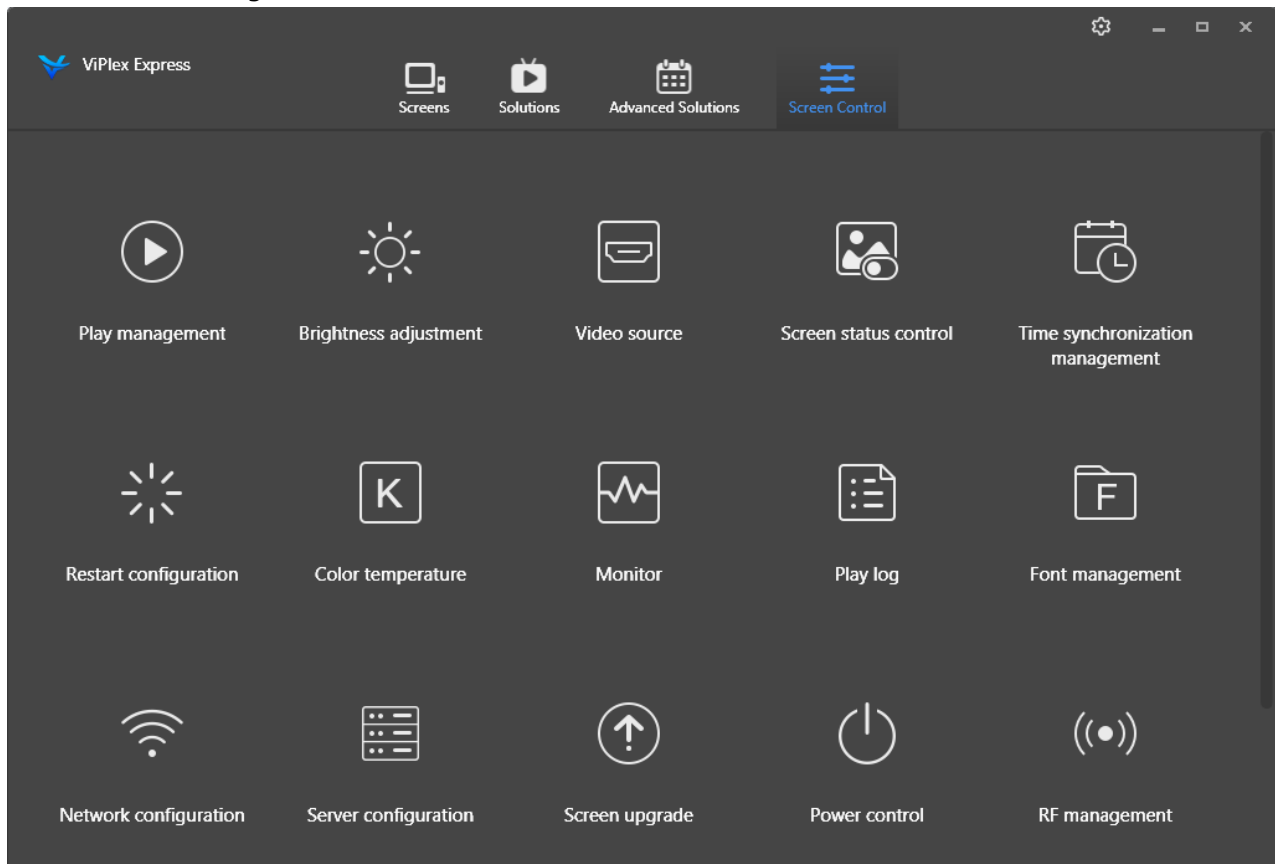 ViPlex Express
Screens
Solutions
Advanced Solutions
Screen Control
Play management
Brightness adjustment
Video source
Screen status control
Time synchronization
management
K
F
Restart configuration
Color temperature
Monitor
Play log
Font management
Network configuration
Server configuration
Screen upgrade
Power control
RF management